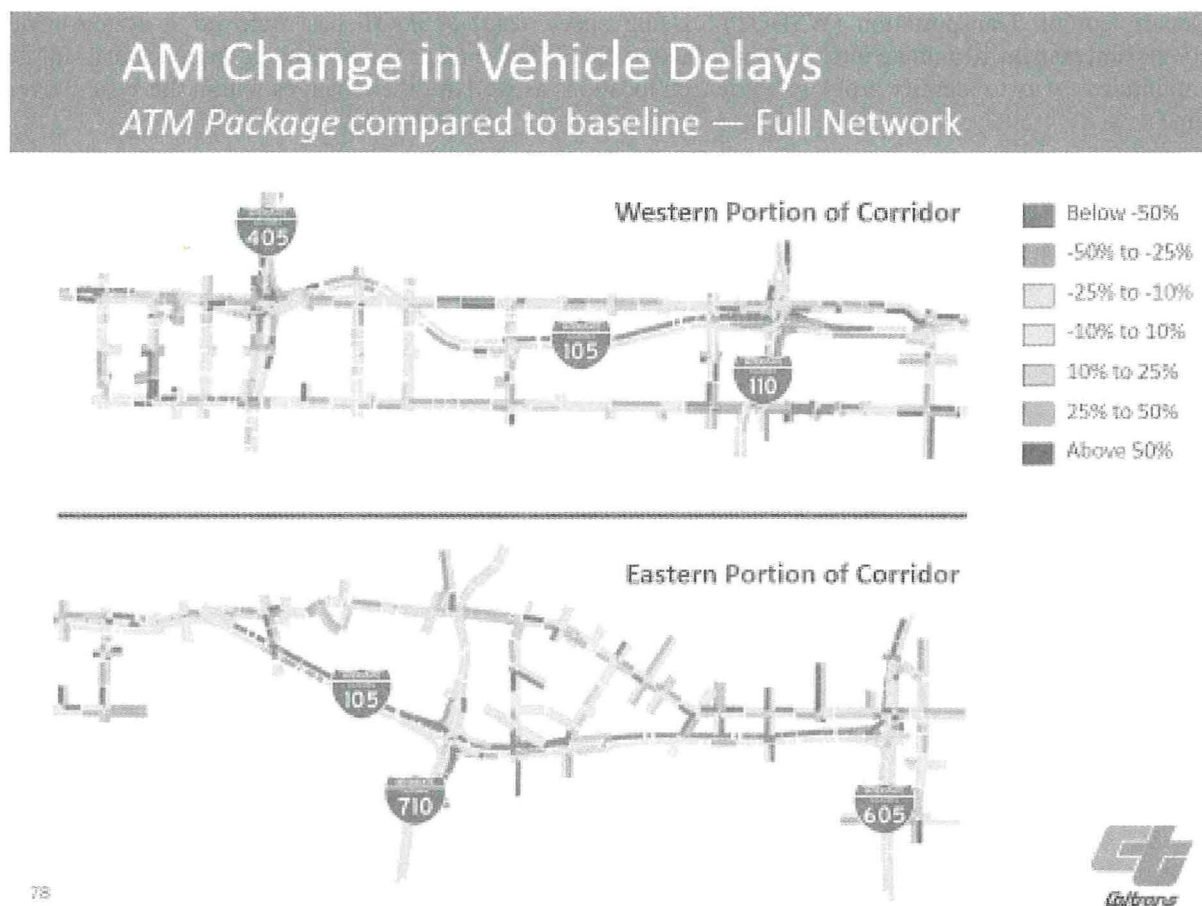 AM Change in Vehicle Delays
ATM Package compared to baseline — Full Network
Western Portion of Corridor
Below -50%
-50% to -25%
-25% to -10%
-10% to 10%
10% to 25%
25% to 50%
Above 50%
405
105
110
Eastern Portion of Corridor
105
710
605
78
Caltrans